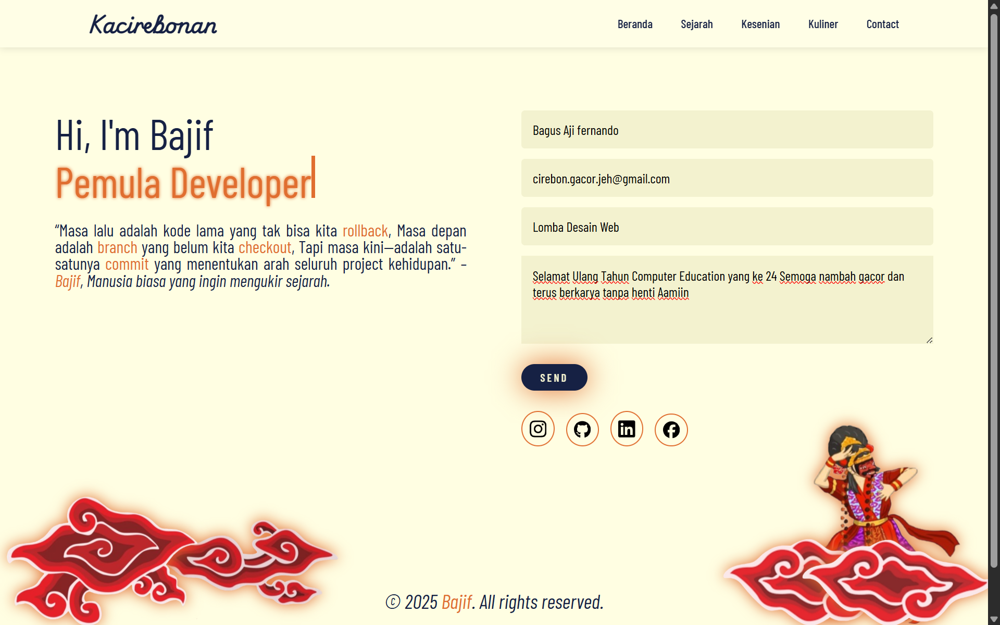 Kacirebonan
Beranda
Sejarah
Kesenian
Kuliner
Contact
Hi, I'm Bajif
Pemula Developer
“Masa lalu adalah kode lama yang tak bisa kita rollback, Masa depan
adalah branch yang belum kita checkout, Tapi masa kini—adalah satu-
satunya commit yang menentukan arah seluruh project kehidupan.” –
Bajif, Manusia biasa yang ingin mengukir sejarah.
Bagus Aji fernando
cirebon.gacor.jeh@gmail.com
Lomba Desain Web
Selamat Ulang Tahun Computer Education yang ke 24 Semoga nambah gacor dan
terus berkarya tanpa henti Aamiin
SEND
© 2025 Bajif. All rights reserved.